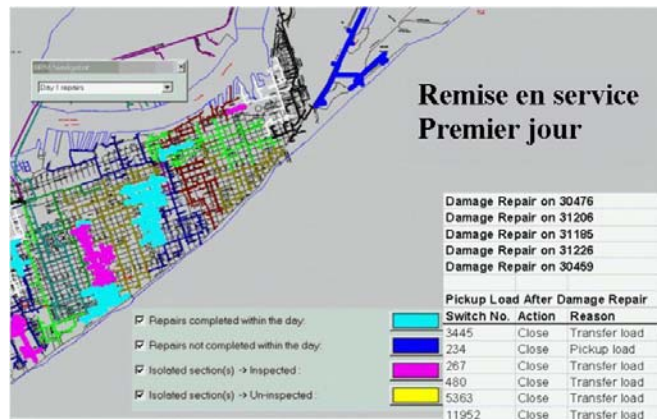 Day 1 repairs
Remise en service
Premier jour
Damage Repair on 30476
Damage Repair on 31206
Damage Repair on 31185
Damage Repair on 31226
Damage Repair on 30459
Pickup Load After Damage Repair
Switch No. Action Reason
3445 Close Transfer load
234 Close Pickup load
267 Close Transfer load
480 Close Transfer load
5363 Close Transfer load
11952 Close Transfer load
Repairs completed within the day:
Repairs not completed within the day:
Isolated section(s) -> Inspected :
Isolated section(s) -> Un-inspected :